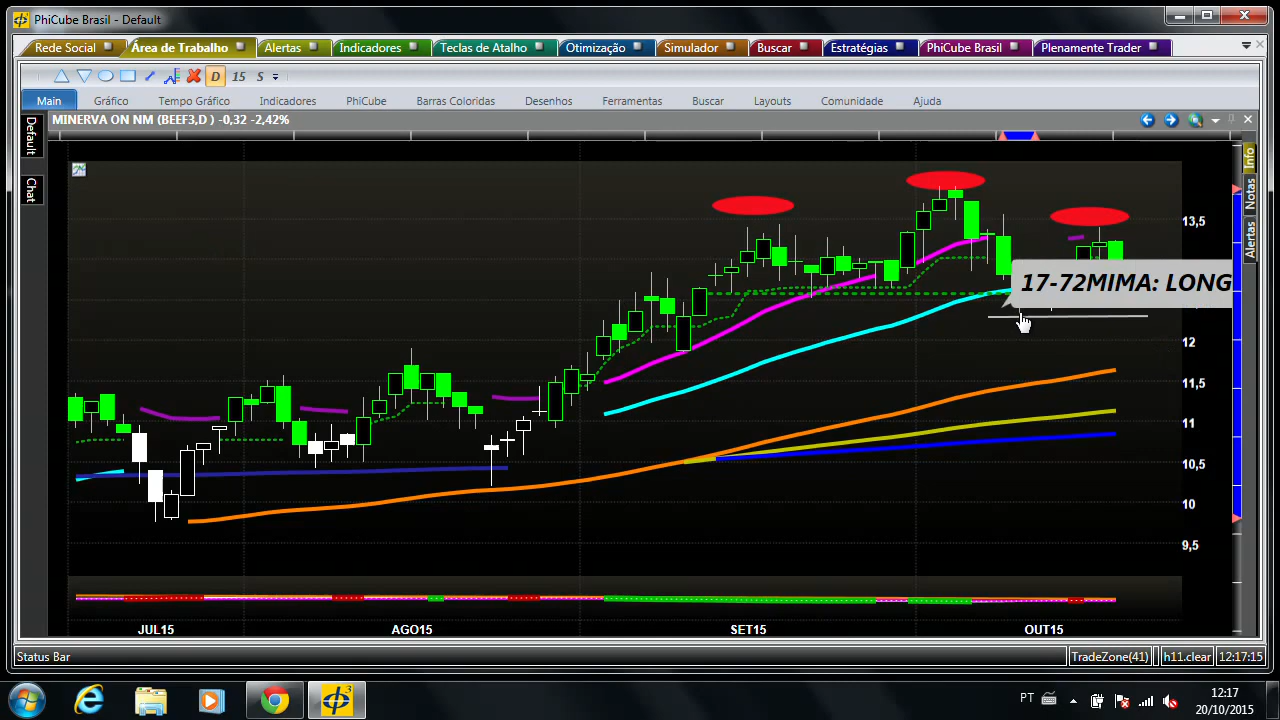 PhiCube Brasil - Default
Rede Social Área de Trabalho Alertas Indicadores Teclas de Atalho Otimização Simulador Buscar Estratégias PhiCube Brasil Plenamente Trader
D 15 S
Main Gráfico Tempo Gráfico Indicadores PhiCube Barras Coloridas Desenhos Ferramentas Buscar Layouts Comunidade Ajuda
MINERVA ON NM (BEEF3,D ) -0,32 -2,42%
Default
Chat
Info
Notas
Alertas
13,5
17-72MIMA: LONG
12
11,5
11
10,5
10
9,5
JUL15 AGO15 SET15 OUT15
Status Bar TradeZone(41) h11.clear 12:17:15
PT 12:17
20/10/2015